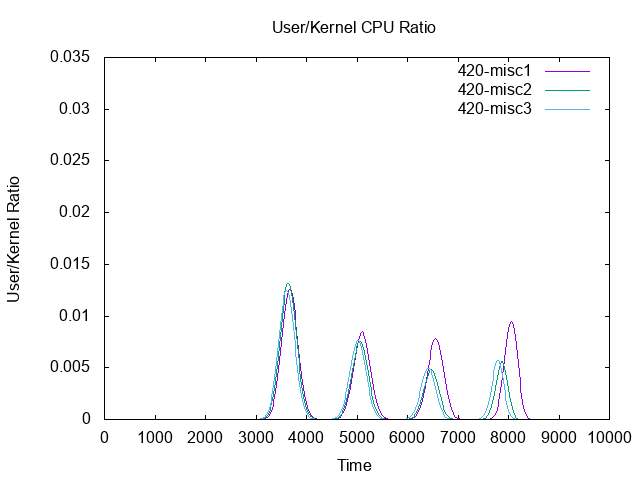 User/Kernel CPU Ratio
420-misc1
420-misc2
420-misc3
User/Kernel Ratio
0.035
0.03
0.025
0.02
0.015
0.01
0.005
0
0 1000 2000 3000 4000 5000 6000 7000 8000 9000 10000
Time